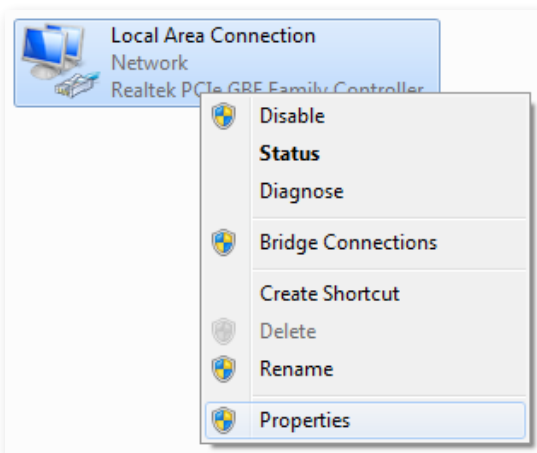 Local Area Connection
Network
Realtek PCIe GBE Family Controller
Disable
Status
Diagnose
Bridge Connections
Create Shortcut
Delete
Rename
Properties